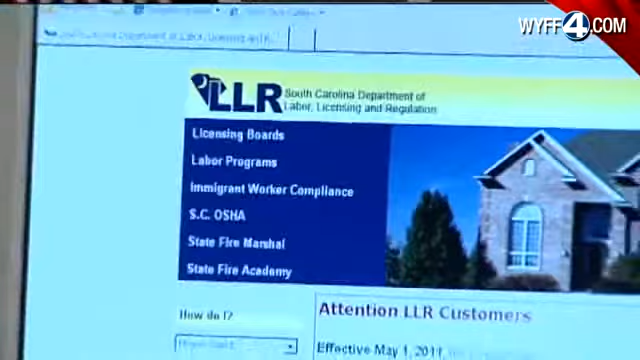 WYFF4.COM
LLR
South Carolina Department of
Labor, Licensing and Regulation
Licensing Boards
Labor Programs
Immigrant Worker Compliance
S.C. OSHA
State Fire Marshal
State Fire Academy
How do I?
Attention LLR Customers
Effective May 1, 2011,